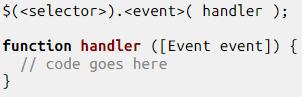 $(<selector>).<event>( handler );
function handler ([Event event]) {
  // code goes here
}